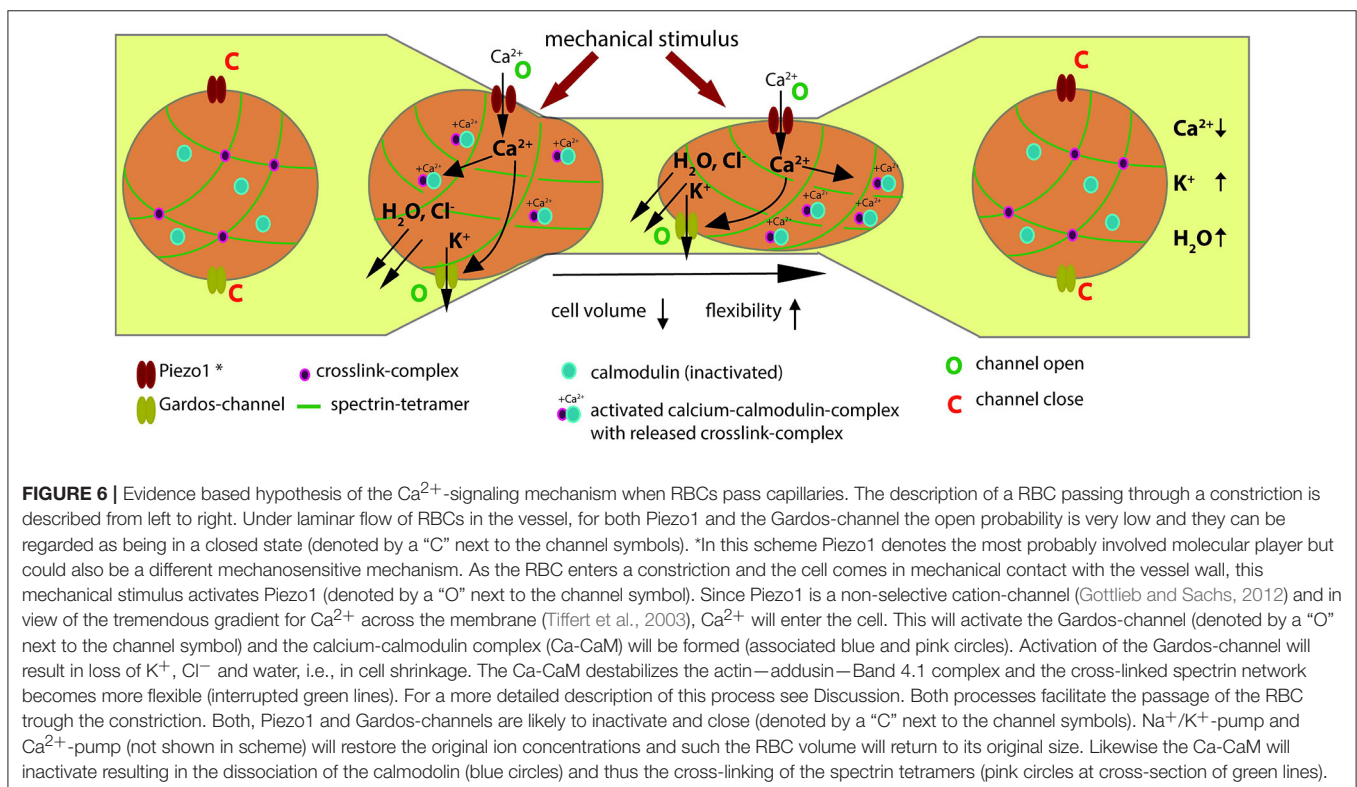 mechanical stimulus
C
Ca2+
O
Ca2+
O
C
+Ca2+
+Ca2+
Ca2+
+Ca2+
H2O, Cl-
K+
+Ca2+
O
C
H2O, Cl-
Ca2+
K+
+Ca2+
+Ca2+
+Ca2+
+Ca2+
O
Ca2+ ↓
K+ ↑
H2O ↑
C
cell volume ↓ flexibility ↑
Piezo1 *
crosslink-complex
calmodulin (inactivated)
O channel open
Gardos-channel
spectrin-tetramer
+Ca2+
activated calcium-calmodulin-complex
with released crosslink-complex
C channel close
FIGURE 6 | Evidence based hypothesis of the Ca2+-signaling mechanism when RBCs pass capillaries. The description of a RBC passing through a constriction is
described from left to right. Under laminar flow of RBCs in the vessel, for both Piezo1 and the Gardos-channel the open probability is very low and they can be
regarded as being in a closed state (denoted by a “C” next to the channel symbols). *In this scheme Piezo1 denotes the most probably involved molecular player but
could also be a different mechanosensitive mechanism. As the RBC enters a constriction and the cell comes in mechanical contact with the vessel wall, this
mechanical stimulus activates Piezo1 (denoted by a “O” next to the channel symbol). Since Piezo1 is a non-selective cation-channel (Gottlieb and Sachs, 2012) and in
view of the tremendous gradient for Ca2+ across the membrane (Tiffert et al., 2003), Ca2+ will enter the cell. This will activate the Gardos-channel (denoted by a “O”
next to the channel symbol) and the calcium-calmodulin complex (Ca-CaM) will be formed (associated blue and pink circles). Activation of the Gardos-channel will
result in loss of K+, Cl− and water, i.e., in cell shrinkage. The Ca-CaM destabilizes the actin—addusin—Band 4.1 complex and the cross-linked spectrin network
becomes more flexible (interrupted green lines). For a more detailed description of this process see Discussion. Both processes facilitate the passage of the RBC
trough the constriction. Both, Piezo1 and Gardos-channels are likely to inactivate and close (denoted by a “C” next to the channel symbols). Na+/K+-pump and
Ca2+-pump (not shown in scheme) will restore the original ion concentrations and such the RBC volume will return to its original size. Likewise the Ca-CaM will
inactivate resulting in the dissociation of the calmodolin (blue circles) and thus the cross-linking of the spectrin tetramers (pink circles at cross-section of green lines).